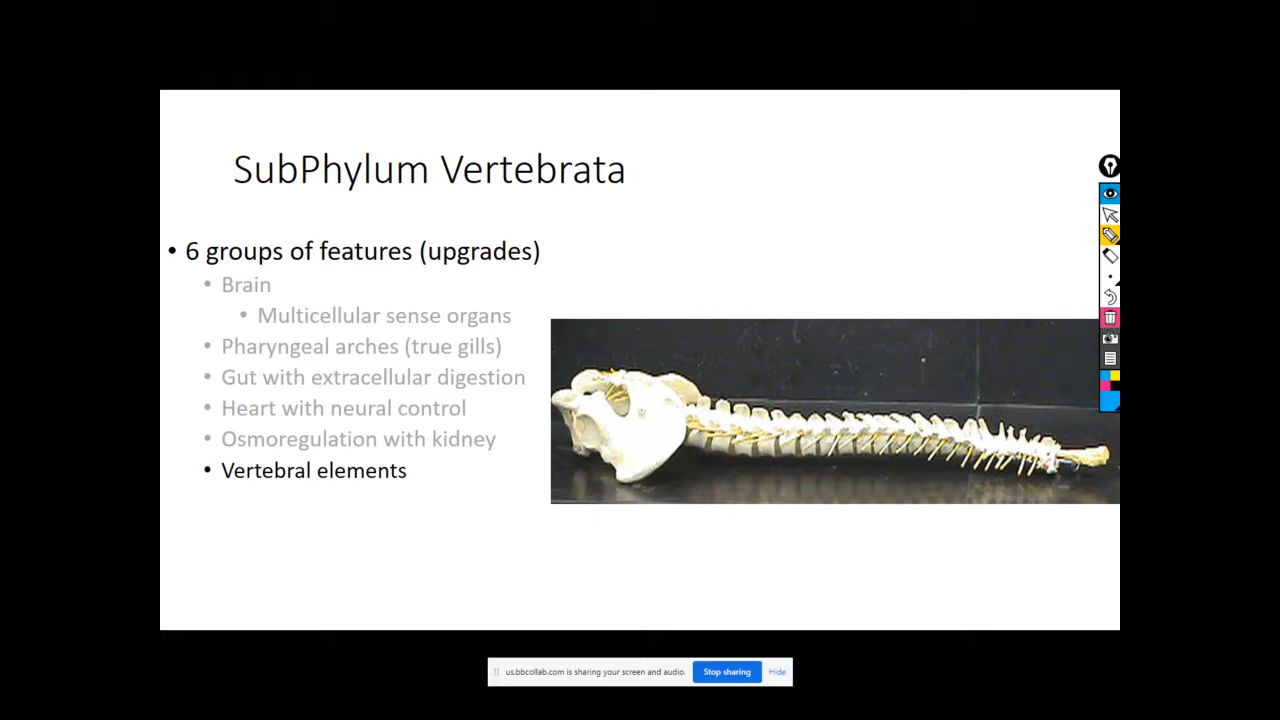 SubPhylum Vertebrata
• 6 groups of features (upgrades)
• Brain
• Multicellular sense organs
• Pharyngeal arches (true gills)
• Gut with extracellular digestion
• Heart with neural control
• Osmoregulation with kidney
• Vertebral elements
us.bbcollab.com is sharing your screen and audio. Stop sharing Hide